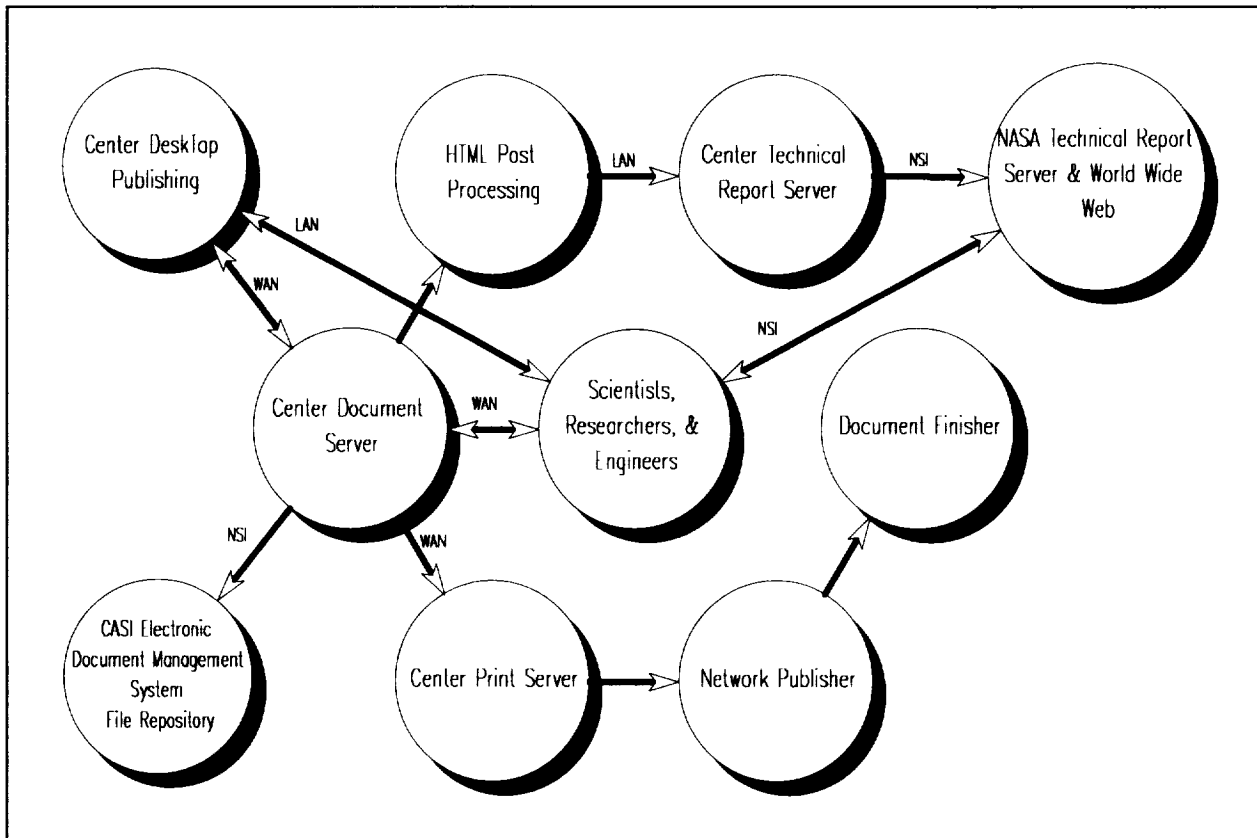 Center DeskTop
Publishing
HTML Post
Processing
LAN
Center Technical
Report Server
NSI
NASA Technical Report
Server & World Wide
Web
LAN
WAN
NSI
Center Document
Server
WAN
Scientists,
Researchers, &
Engineers
Document Finisher
NSI
WAN
CASI Electronic
Document Management
System
File Repository
Center Print Server
Network Publisher